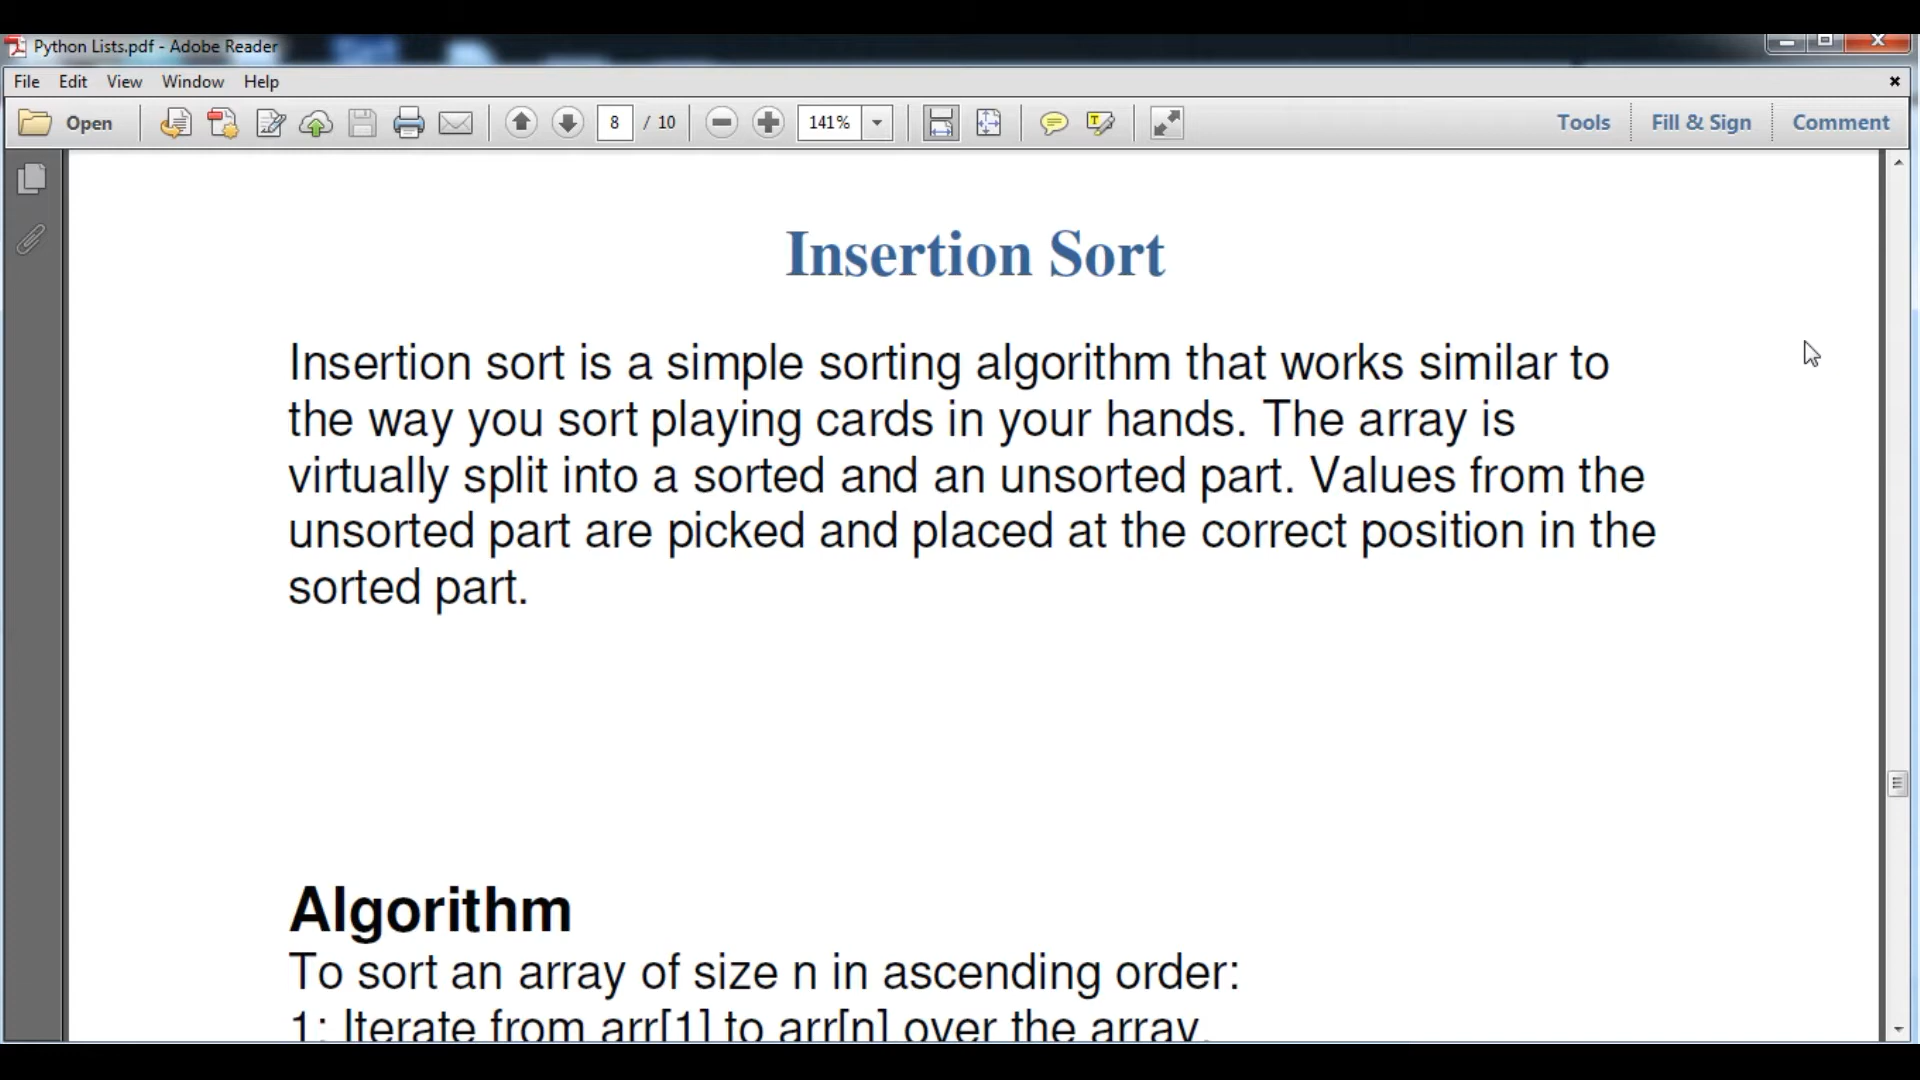 Python Lists.pdf - Adobe Reader
File Edit View Window Help
Open 8 / 10 141% Tools Fill & Sign Comment
Insertion Sort
Insertion sort is a simple sorting algorithm that works similar to
the way you sort playing cards in your hands. The array is
virtually split into a sorted and an unsorted part. Values from the
unsorted part are picked and placed at the correct position in the
sorted part.
Algorithm
To sort an array of size n in ascending order:
1: Iterate from arr[1] to arr[n] over the array.